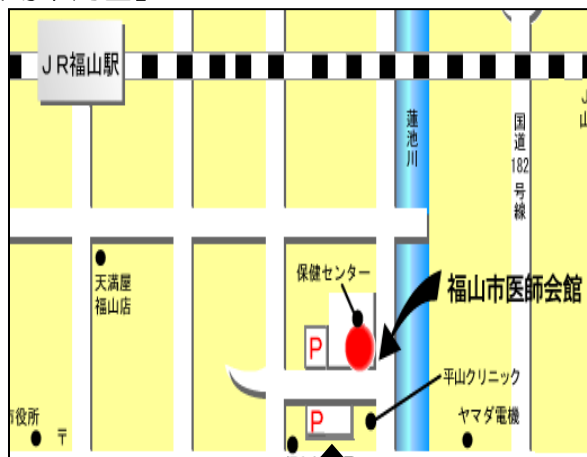 JR福山駅
蓮池川
国道182号線
天満屋
福山店
保健センター
福山市医師会館
P
平山クリニック
P
ヤマダ電機
市役所
〒